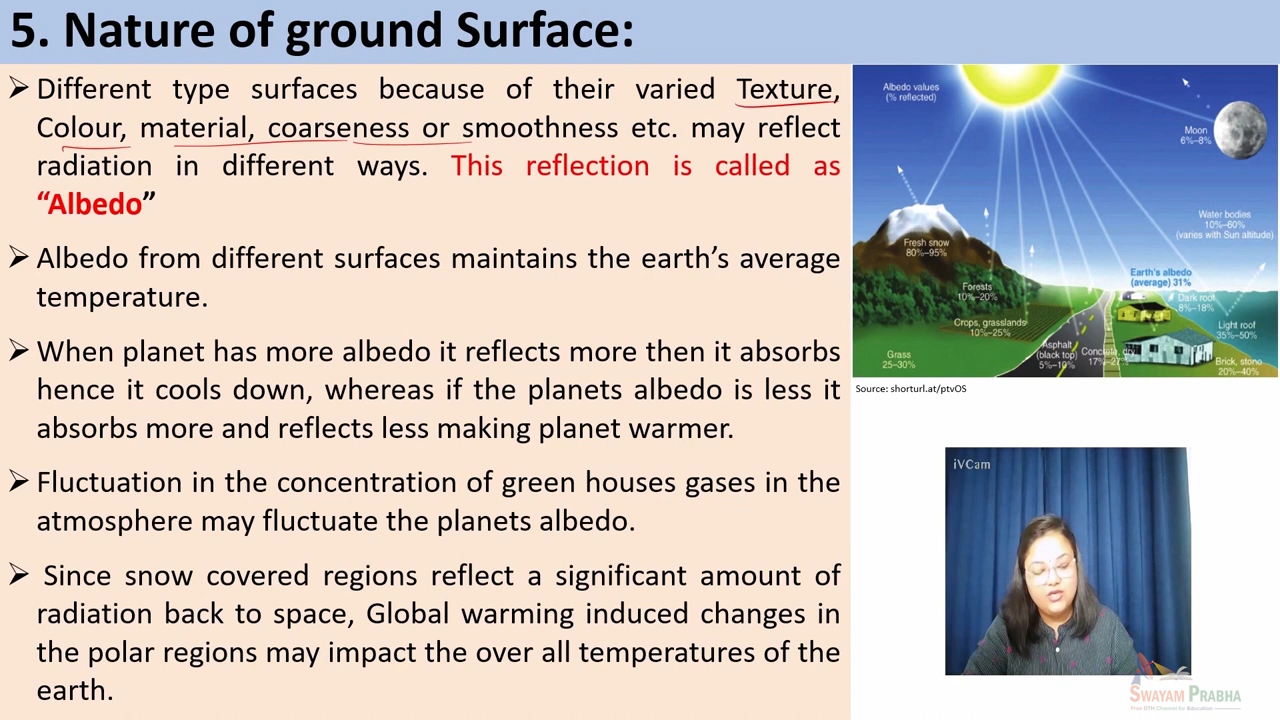 5. Nature of ground Surface:
➢ Different type surfaces because of their varied Texture,
Colour, material, coarseness or smoothness etc. may reflect
radiation in different ways. This reflection is called as
“Albedo”
➢ Albedo from different surfaces maintains the earth’s average
temperature.
➢ When planet has more albedo it reflects more then it absorbs
hence it cools down, whereas if the planets albedo is less it
absorbs more and reflects less making planet warmer.
➢ Fluctuation in the concentration of green houses gases in the
atmosphere may fluctuate the planets albedo.
➢ Since snow covered regions reflect a significant amount of
radiation back to space, Global warming induced changes in
the polar regions may impact the over all temperatures of the
earth.
Albedo values
(% reflected)
Moon
6%–8%
Water bodies
10%–60%
(varies with Sun altitude)
Fresh snow
80%–95%
Earth's albedo
(average) 31%
Forests
10%–20%
Dark roof
8%–18%
Crops, grasslands
10%–25%
Light roof
35%–50%
Asphalt
(black top)
5%–10%
Concrete, dry
17%–27%
Grass
25–30%
Brick, stone
20%–40%
Source: shorturl.at/ptvOS
iVCam
SWAYAM PRABHA
Free DTH Channel for Education